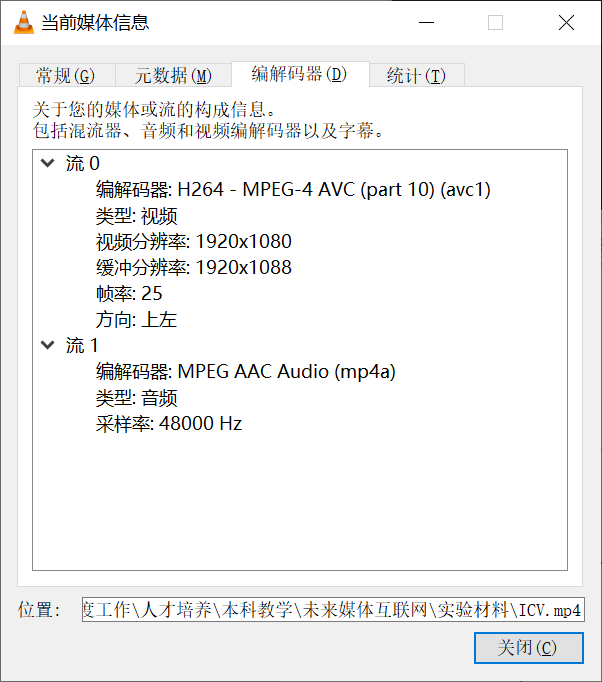 当前媒体信息
常规(G) 元数据(M) 编解码器(D) 统计(T)
关于您的媒体或流的构成信息。
包括混流器、音频和视频编解码器以及字幕。
流 0
编解码器: H264 - MPEG-4 AVC (part 10) (avc1)
类型: 视频
视频分辨率: 1920x1080
缓冲分辨率: 1920x1088
帧率: 25
方向: 上左
流 1
编解码器: MPEG AAC Audio (mp4a)
类型: 音频
采样率: 48000 Hz
位置: 度工作\人才培养\本科教学\未来媒体互联网\实验材料\ICV.mp4
关闭(C)